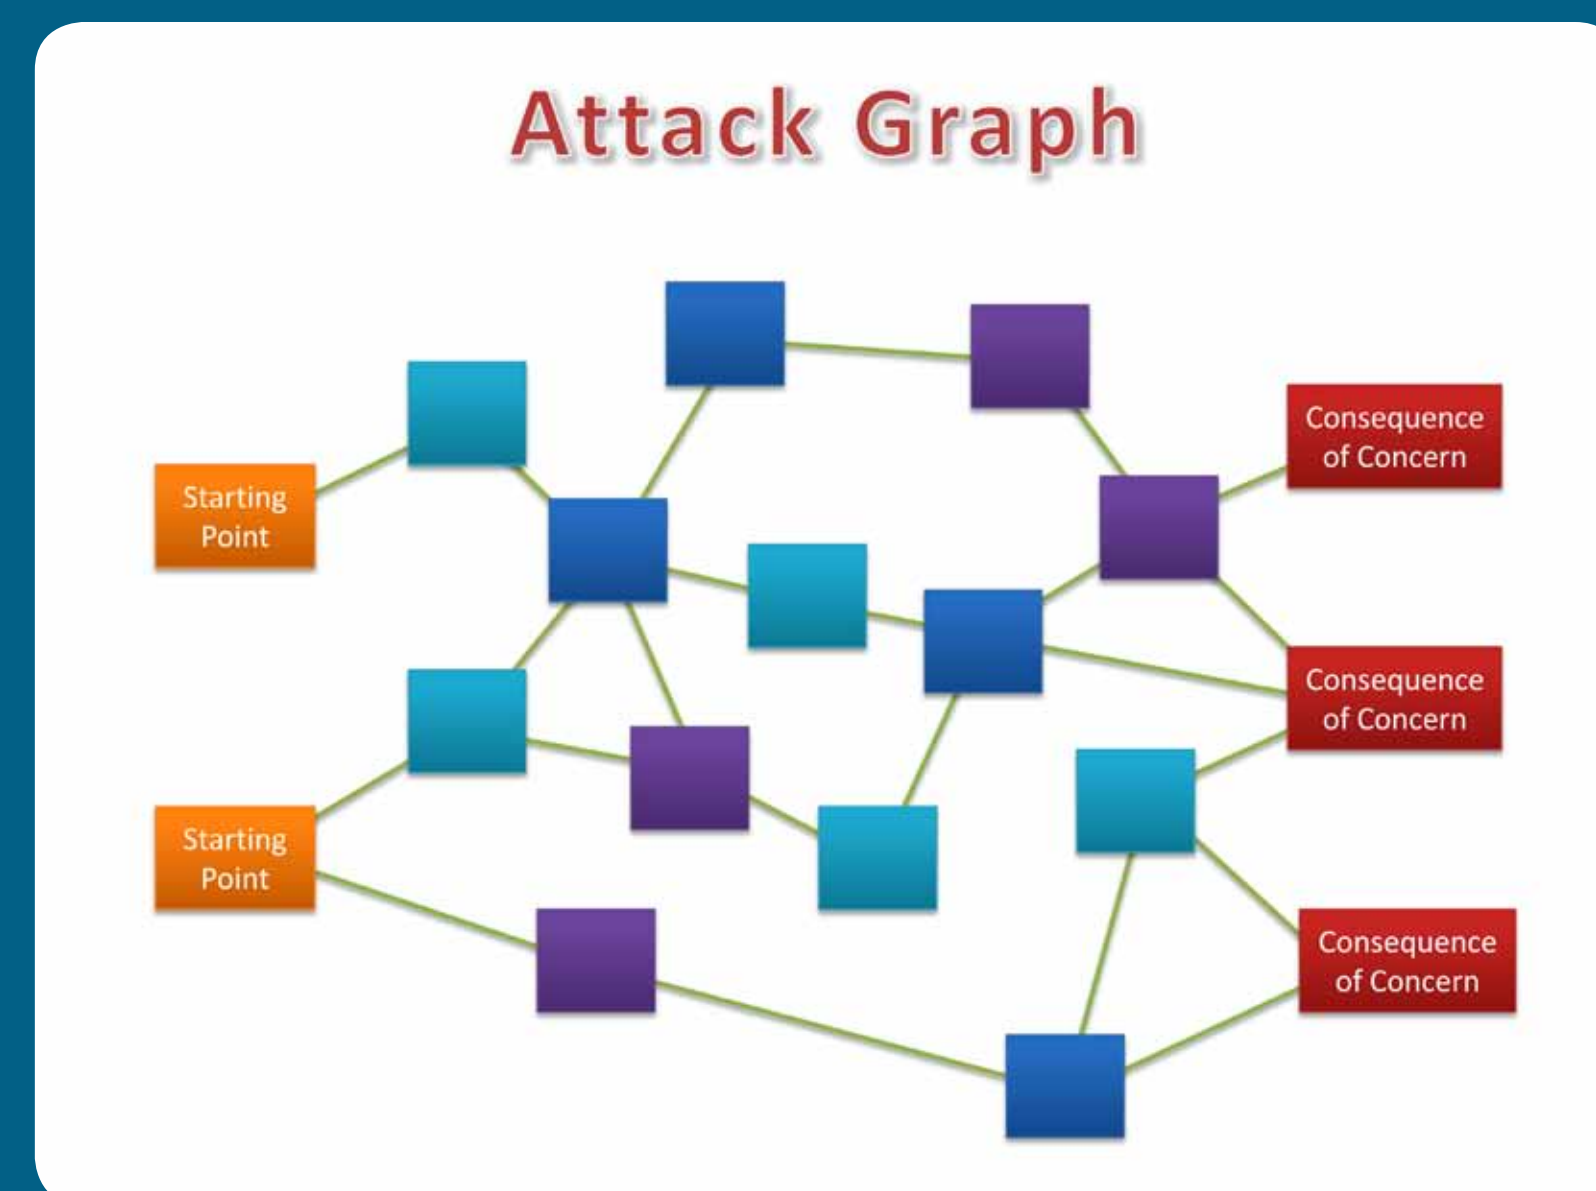 Attack Graph
Consequence
of Concern
Starting
Point
Consequence
of Concern
Starting
Point
Consequence
of Concern